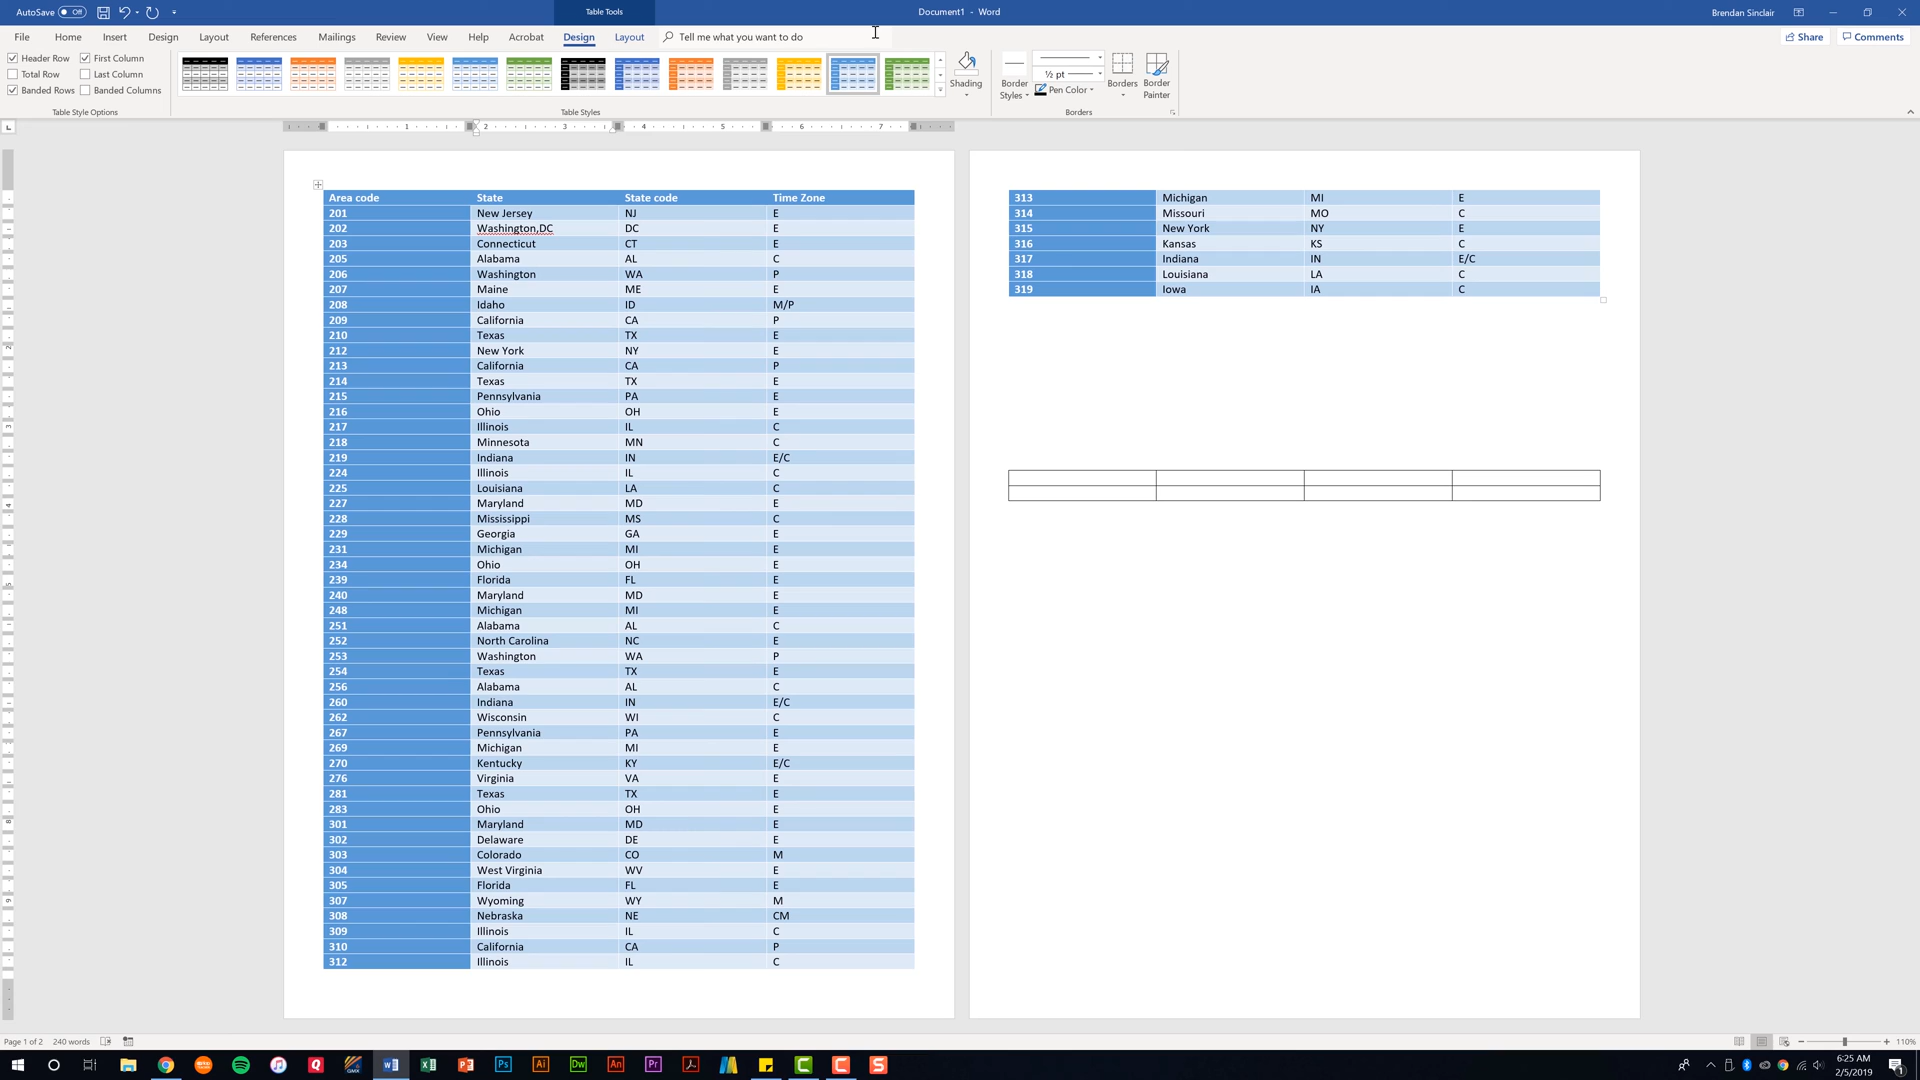 AutoSave Off
Table Tools
Document1 - Word
Brendan Sinclair
File Home Insert Design Layout References Mailings Review View Help Acrobat Design Layout Tell me what you want to do
Share Comments
Header Row First Column
Total Row Last Column
Banded Rows Banded Columns
Table Style Options
Table Styles
Shading
Border Styles
½ pt
Pen Color
Borders
Border Painter
Borders
1 2 3 4 5 6 7
Area code State State code Time Zone
201 New Jersey NJ E
202 Washington,DC DC E
203 Connecticut CT E
205 Alabama AL C
206 Washington WA P
207 Maine ME E
208 Idaho ID M/P
209 California CA P
210 Texas TX E
212 New York NY E
213 California CA P
214 Texas TX E
215 Pennsylvania PA E
216 Ohio OH E
217 Illinois IL C
218 Minnesota MN C
219 Indiana IN E/C
224 Illinois IL C
225 Louisiana LA C
227 Maryland MD E
228 Mississippi MS C
229 Georgia GA E
231 Michigan MI E
234 Ohio OH E
239 Florida FL E
240 Maryland MD E
248 Michigan MI E
251 Alabama AL C
252 North Carolina NC E
253 Washington WA P
254 Texas TX E
256 Alabama AL C
260 Indiana IN E/C
262 Wisconsin WI C
267 Pennsylvania PA E
269 Michigan MI E
270 Kentucky KY E/C
276 Virginia VA E
281 Texas TX E
283 Ohio OH E
301 Maryland MD E
302 Delaware DE E
303 Colorado CO M
304 West Virginia WV E
305 Florida FL E
307 Wyoming WY M
308 Nebraska NE CM
309 Illinois IL C
310 California CA P
312 Illinois IL C
313 Michigan MI E
314 Missouri MO C
315 New York NY E
316 Kansas KS C
317 Indiana IN E/C
318 Louisiana LA C
319 Iowa IA C
Page 1 of 2 240 words
110%
6:25 AM
2/5/2019